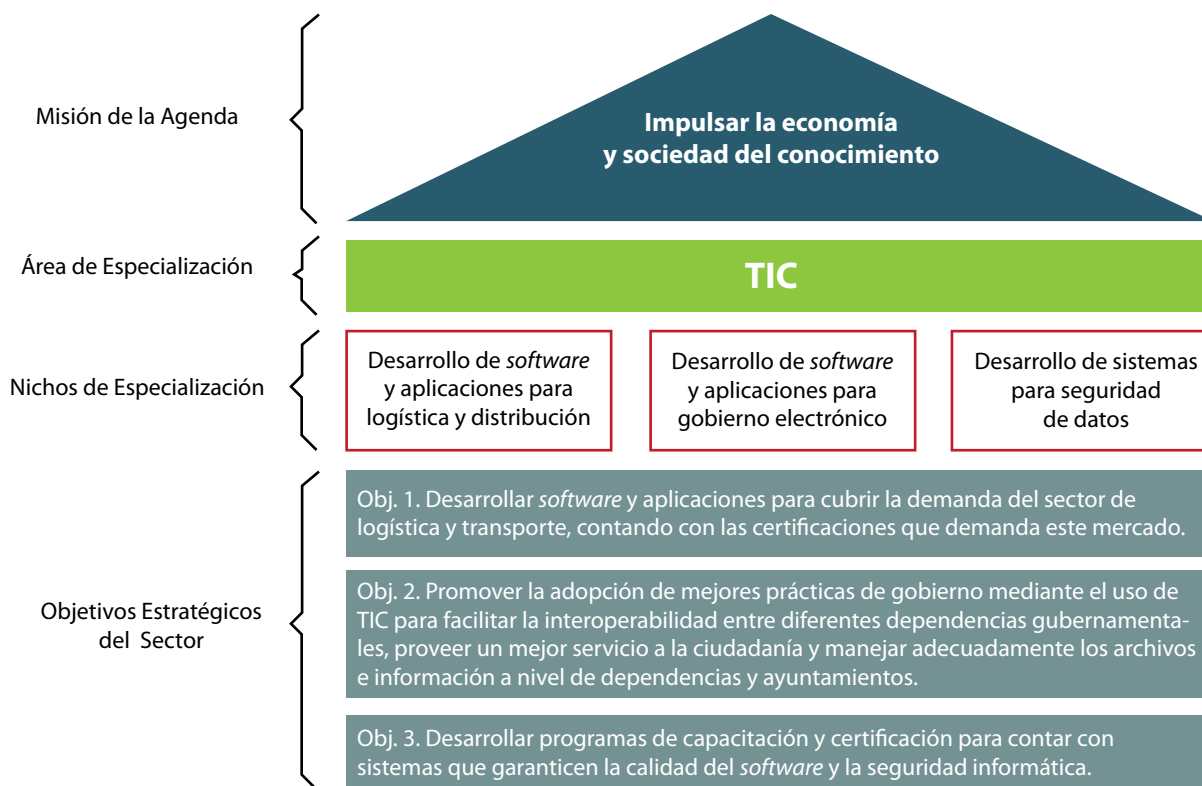 Misión de la Agenda
Impulsar la economía
y sociedad del conocimiento
Área de Especialización
TIC
Nichos de Especialización
Desarrollo de software
y aplicaciones para
logística y distribución
Desarrollo de software
y aplicaciones para
gobierno electrónico
Desarrollo de sistemas
para seguridad
de datos
Objetivos Estratégicos
del Sector
Obj. 1. Desarrollar software y aplicaciones para cubrir la demanda del sector de
logística y transporte, contando con las certificaciones que demanda este mercado.
Obj. 2. Promover la adopción de mejores prácticas de gobierno mediante el uso de
TIC para facilitar la interoperabilidad entre diferentes dependencias gubernamenta-
les, proveer un mejor servicio a la ciudadanía y manejar adecuadamente los archivos
e información a nivel de dependencias y ayuntamientos.
Obj. 3. Desarrollar programas de capacitación y certificación para contar con
sistemas que garanticen la calidad del software y la seguridad informática.